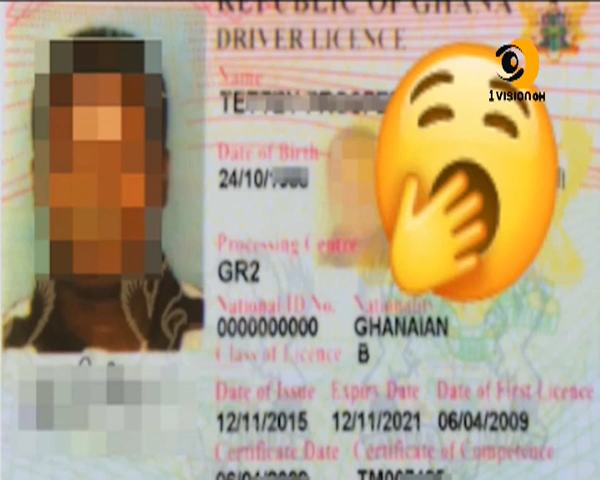 REPUBLIC OF GHANA
DRIVER LICENCE
1VISIONGH
Name
Date of Birth
24/10/
Processing Centre
GR2
National ID No. Nationality
0000000000 GHANAIAN
Class of Licence B
Date of Issue Expiry Date Date of First Licence
12/11/2015 12/11/2021 06/04/2009
Certificate Date Certificate of Competence